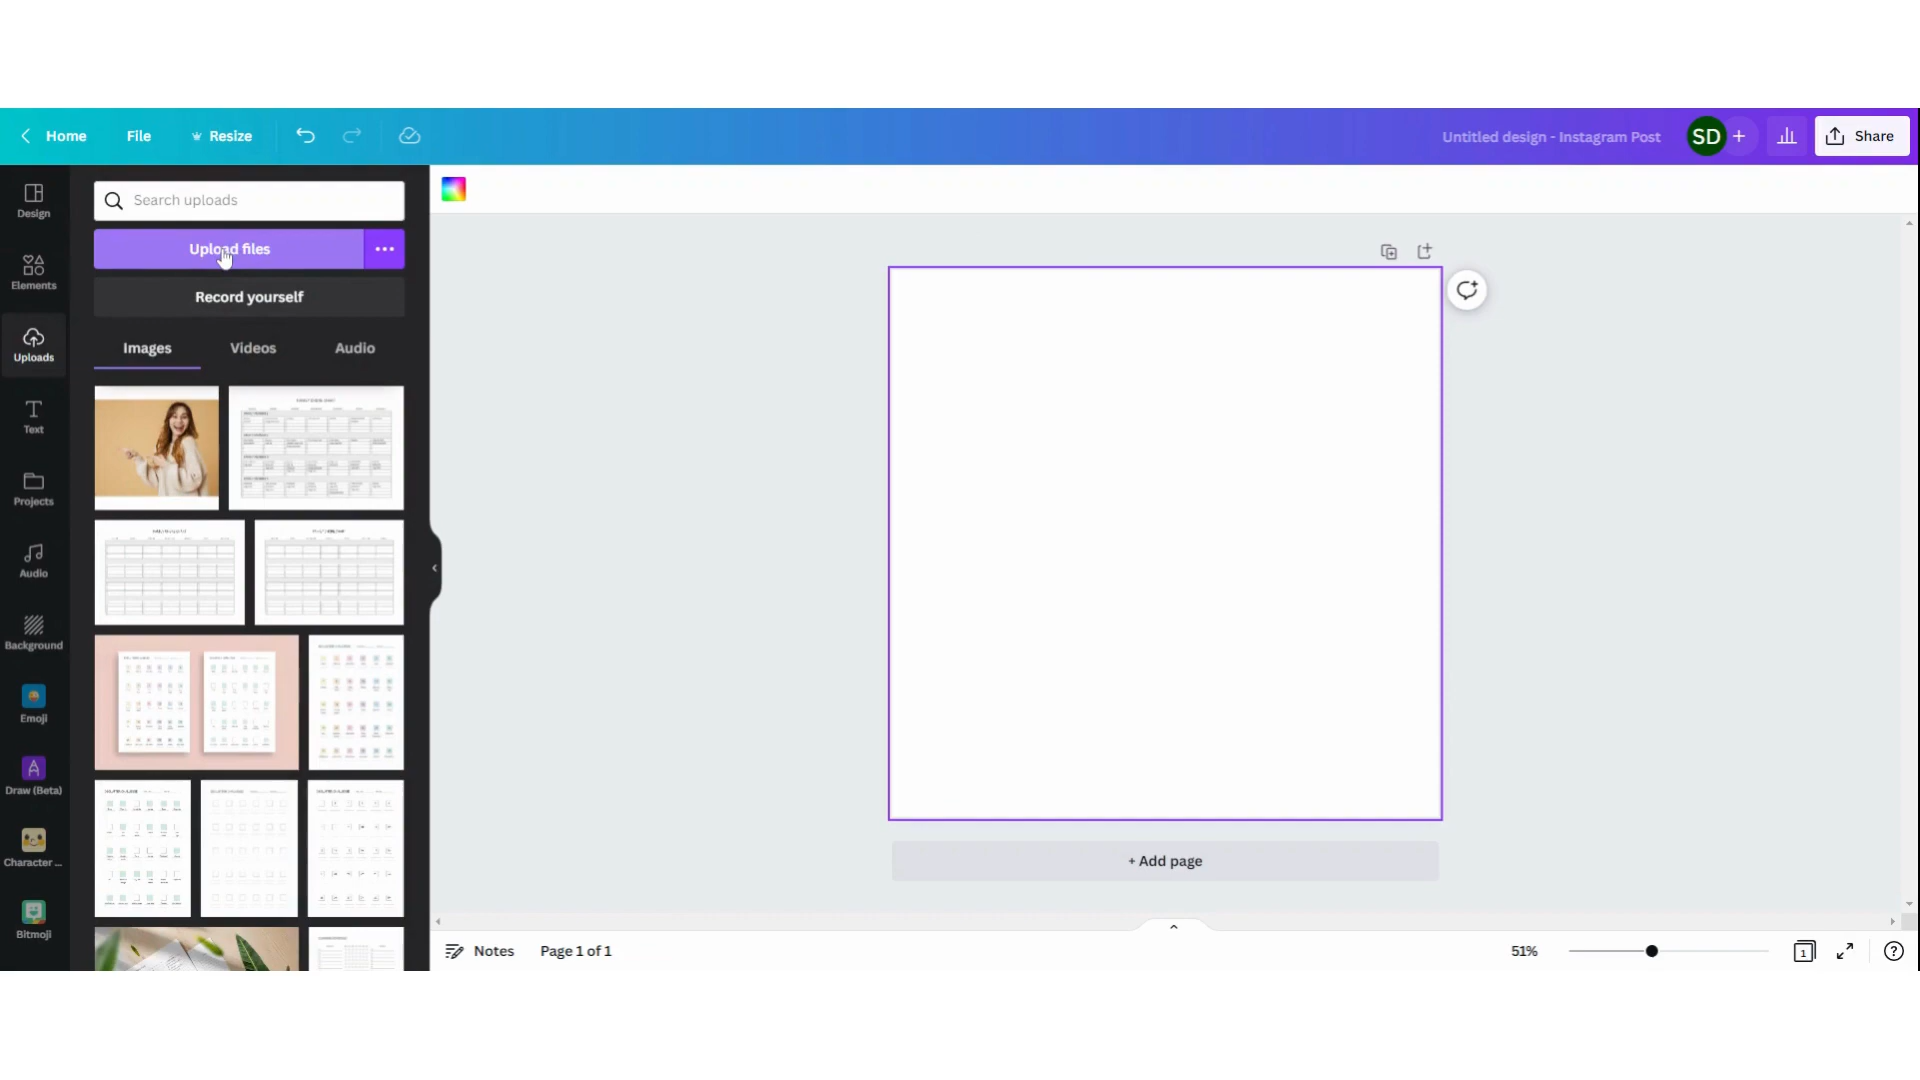 Home File Resize
Untitled design - Instagram Post SD + Share
Design
Elements
Uploads
Text
Projects
Audio
Background
Emoji
Draw (Beta)
Character ...
Bitmoji
Search uploads
Upload files
Record yourself
Images Videos Audio
+ Add page
Notes Page 1 of 1
51%
1
?